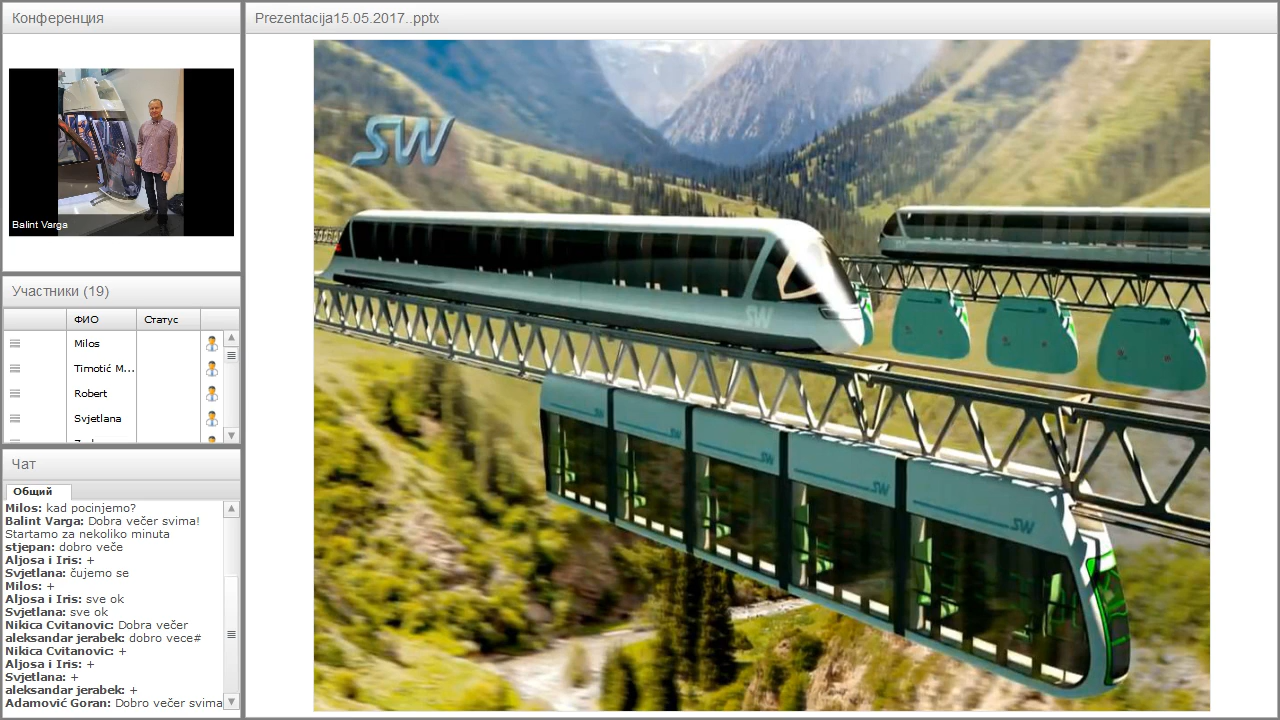 Конференция
Balint Varga
Участники (19)
ФИО Статус
Milos
Timotić M...
Robert
Svjetlana
Чат
Общий
Milos: kad pocinjemo?
Balint Varga: Dobra večer svima!
Startamo za nekoliko minuta
stjepan: dobro veče
Aljosa i Iris: +
Svjetlana: čujemo se
Milos: +
Aljosa i Iris: sve ok
Svjetlana: sve ok
Nikica Cvitanovic: Dobra večer
aleksandar jerabek: dobro vece#
Nikica Cvitanovic: +
Aljosa i Iris: +
Svjetlana: +
aleksandar jerabek: +
Adamović Goran: Dobro večer svima
Prezentacija15.05.2017..pptx
SW
SW
SW
SW
SW
SW
SW